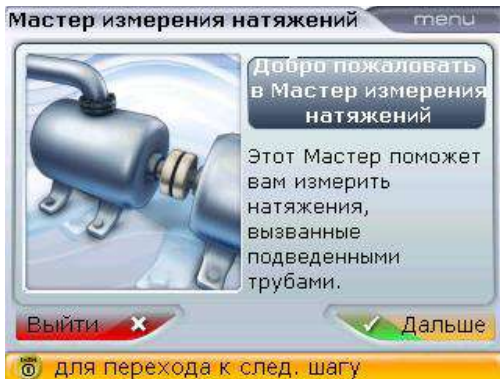 Мастер измерения натяжений menu
Добро пожаловать
в Мастер измерения
натяжений
Этот Мастер поможет
вам измерить
натяжения,
вызванные
подведенными
трубами.
Выйти Дальше
для перехода к след. шагу